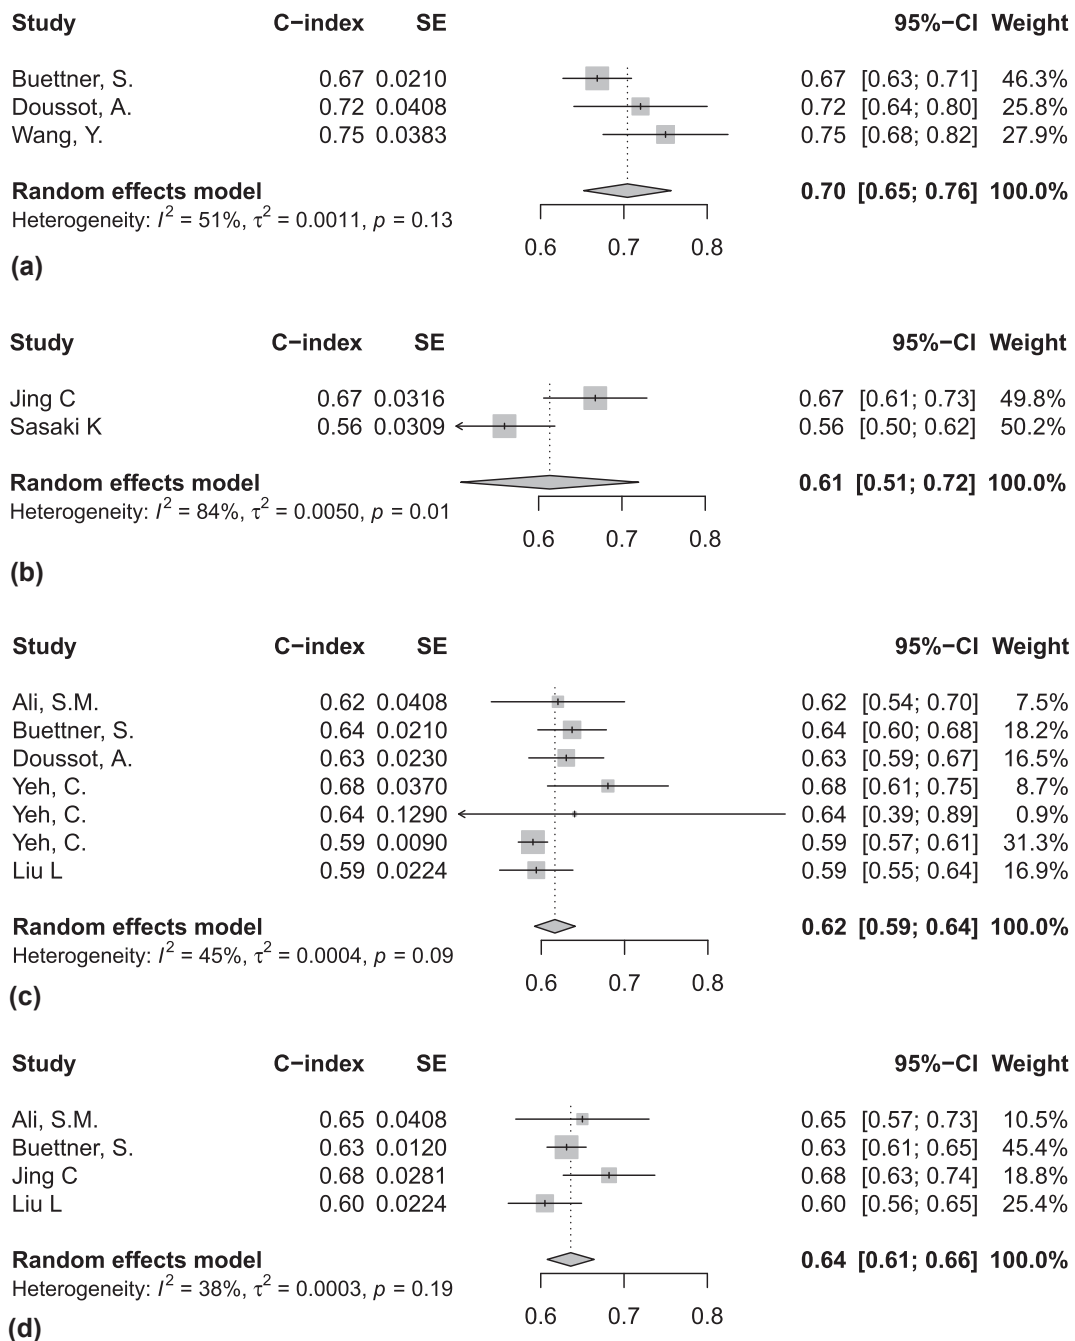 Study C−index SE 95%−CI Weight
Buettner, S. 0.67 0.0210 0.67 [0.63; 0.71] 46.3%
Doussot, A. 0.72 0.0408 0.72 [0.64; 0.80] 25.8%
Wang, Y. 0.75 0.0383 0.75 [0.68; 0.82] 27.9%
Random effects model 0.70 [0.65; 0.76] 100.0%
Heterogeneity: I² = 51%, τ² = 0.0011, p = 0.13
0.6 0.7 0.8
(a)
Study C−index SE 95%−CI Weight
Jing C 0.67 0.0316 0.67 [0.61; 0.73] 49.8%
Sasaki K 0.56 0.0309 0.56 [0.50; 0.62] 50.2%
Random effects model 0.61 [0.51; 0.72] 100.0%
Heterogeneity: I² = 84%, τ² = 0.0050, p = 0.01
0.6 0.7 0.8
(b)
Study C−index SE 95%−CI Weight
Ali, S.M. 0.62 0.0408 0.62 [0.54; 0.70] 7.5%
Buettner, S. 0.64 0.0210 0.64 [0.60; 0.68] 18.2%
Doussot, A. 0.63 0.0230 0.63 [0.59; 0.67] 16.5%
Yeh, C. 0.68 0.0370 0.68 [0.61; 0.75] 8.7%
Yeh, C. 0.64 0.1290 0.64 [0.39; 0.89] 0.9%
Yeh, C. 0.59 0.0090 0.59 [0.57; 0.61] 31.3%
Liu L 0.59 0.0224 0.59 [0.55; 0.64] 16.9%
Random effects model 0.62 [0.59; 0.64] 100.0%
Heterogeneity: I² = 45%, τ² = 0.0004, p = 0.09
0.6 0.7 0.8
(c)
Study C−index SE 95%−CI Weight
Ali, S.M. 0.65 0.0408 0.65 [0.57; 0.73] 10.5%
Buettner, S. 0.63 0.0120 0.63 [0.61; 0.65] 45.4%
Jing C 0.68 0.0281 0.68 [0.63; 0.74] 18.8%
Liu L 0.60 0.0224 0.60 [0.56; 0.65] 25.4%
Random effects model 0.64 [0.61; 0.66] 100.0%
Heterogeneity: I² = 38%, τ² = 0.0003, p = 0.19
0.6 0.7 0.8
(d)